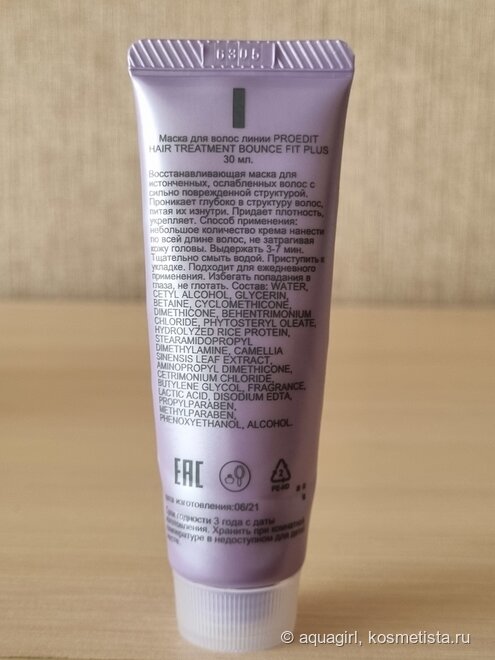 6305
Маска для волос линии PROEDIT
HAIR TREATMENT BOUNCE FIT PLUS
30 мл.
Восстанавливающая маска для
истонченных, ослабленных волос с
сильно поврежденной структурой.
Проникает глубоко в структуру волос,
питая их изнутри. Придает плотность,
укрепляет. Способ применения:
небольшое количество крема нанести
по всей длине волос, не затрагивая
кожу головы. Выдержать 3-7 мин.
Тщательно смыть водой. Приступить к
укладке. Подходит для ежедневного
применения. Избегать попадания в
глаза, не глотать. Состав: WATER,
CETYL ALCOHOL, GLYCERIN,
BETAINE, CYCLOMETHICONE,
DIMETHICONE, BEHENTRIMONIUM
CHLORIDE, PHYTOSTERYL OLEATE,
HYDROLYZED RICE PROTEIN,
STEARAMIDOPROPYL
DIMETHYLAMINE, CAMELLIA
SINENSIS LEAF EXTRACT,
AMINOPROPYL DIMETHICONE,
CETRIMONIUM CHLORIDE,
BUTYLENE GLYCOL, FRAGRANCE,
LACTIC ACID, DISODIUM EDTA,
PROPYLPARABEN,
METHYLPARABEN,
PHENOXYETHANOL, ALCOHOL.
EAC
изготовления:06/21
годности 3 года с даты
Хранить при комнатной
температуре в недоступном для детей
© aquagirl, kosmetista.ru